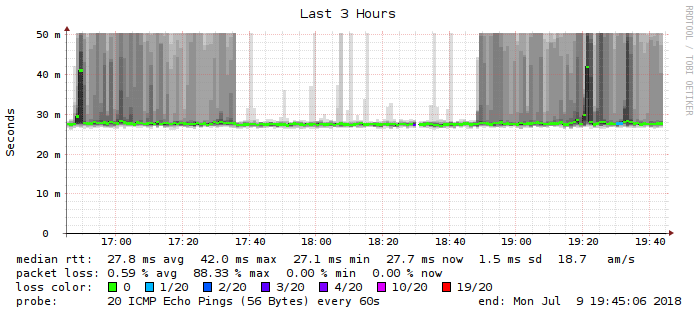 Last 3 Hours
RRDTOOL / TOBI OETIKER
Seconds
50 m
40 m
30 m
20 m
10 m
0
17:00 17:20 17:40 18:00 18:20 18:40 19:00 19:20 19:40
median rtt: 27.8 ms avg 42.0 ms max 27.1 ms min 27.7 ms now 1.5 ms sd 18.7 am/s
packet loss: 0.59 % avg 88.33 % max 0.00 % min 0.00 % now
loss color: 0 1/20 2/20 3/20 4/20 10/20 19/20
probe: 20 ICMP Echo Pings (56 Bytes) every 60s end: Mon Jul 9 19:45:06 2018